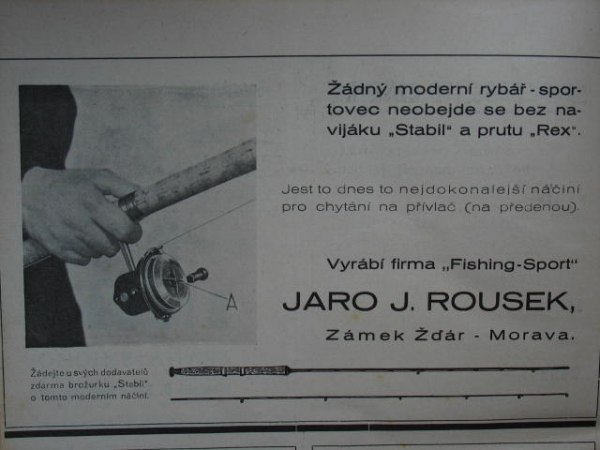 Žádný moderní rybář - spor-
tovec neobejde se bez na-
vijáku „Stabil" a prutu „Rex".
Jest to dnes to nejdokonalejší náčiní
pro chytání na přívlač (na předenou).
Vyrábí firma „Fishing-Sport"
JARO J. ROUSEK,
Zámek Žďár - Morava.
A
Žádejte u svých dodavatelů
zdarma brožurku „Stabil"
o tomto moderním náčiní.